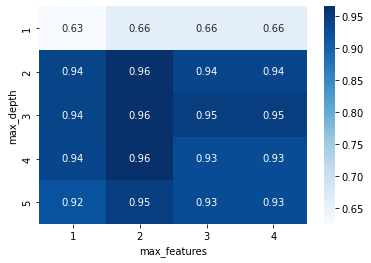 1 0.63 0.66 0.66 0.66
2 0.94 0.96 0.94 0.94
3 0.94 0.96 0.95 0.95
4 0.94 0.96 0.93 0.93
5 0.92 0.95 0.93 0.93
max_depth
1 2 3 4
max_features
0.95
0.90
0.85
0.80
0.75
0.70
0.65